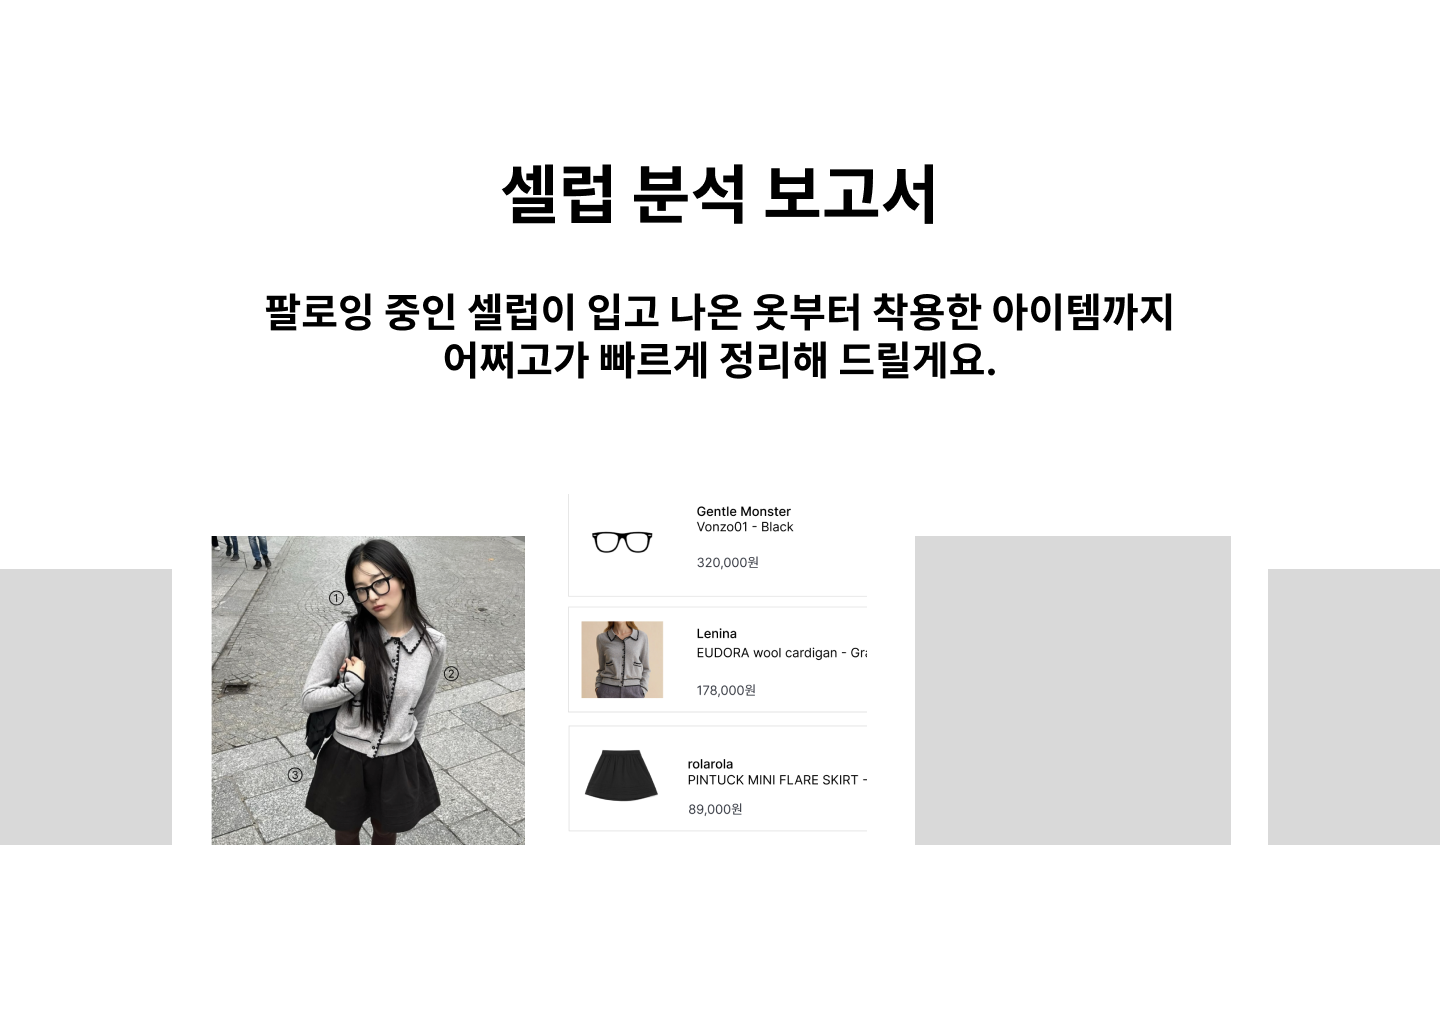 셀럽 분석 보고서
팔로잉 중인 셀럽이 입고 나온 옷부터 착용한 아이템까지
어쩌고가 빠르게 정리해 드릴게요.
①
②
③
Gentle Monster
Vonzo01 - Black
320,000원
Lenina
EUDORA wool cardigan - Gra
178,000원
rolarola
PINTUCK MINI FLARE SKIRT -
89,000원